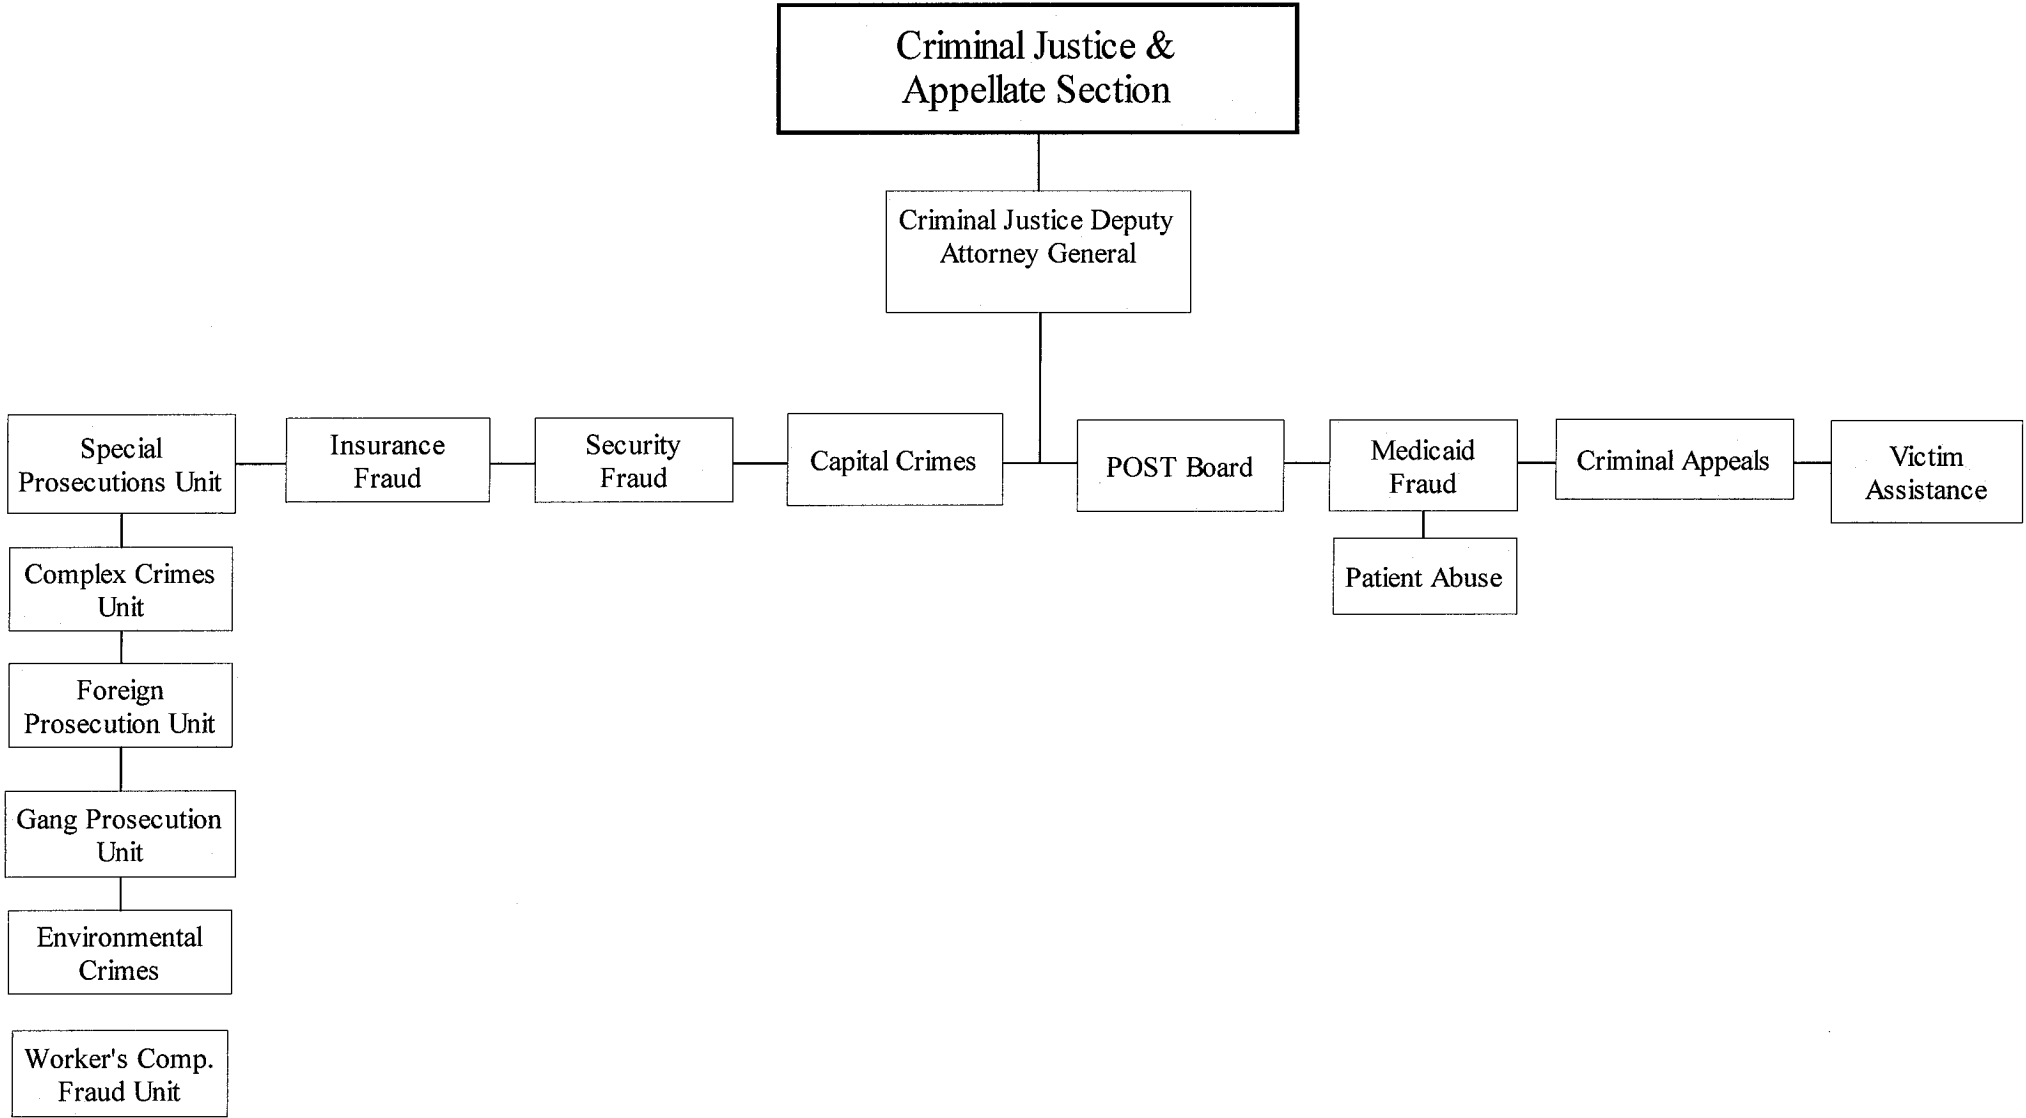 Criminal Justice &
Appellate Section
Criminal Justice Deputy
Attorney General
Special
Prosecutions Unit
Insurance
Fraud
Security
Fraud
Capital Crimes
POST Board
Medicaid
Fraud
Criminal Appeals
Victim
Assistance
Complex Crimes
Unit
Patient Abuse
Foreign
Prosecution Unit
Gang Prosecution
Unit
Environmental
Crimes
Worker's Comp.
Fraud Unit